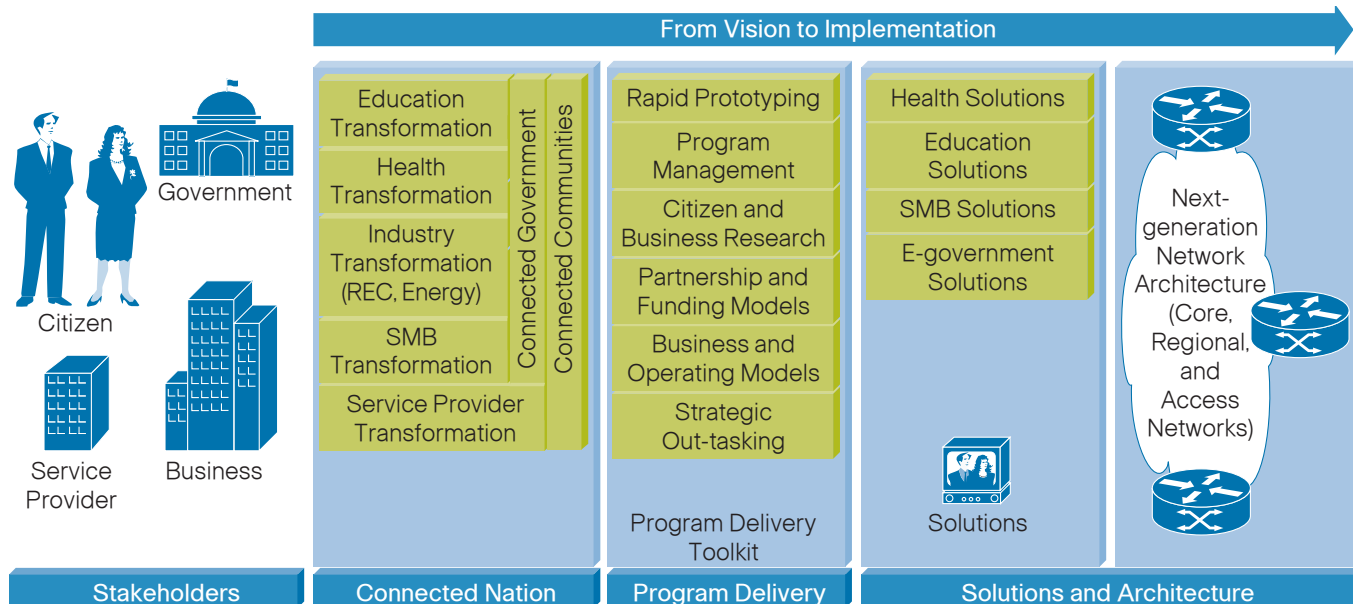 From Vision to Implementation
Government
Citizen
Service
Provider
Business
Education
Transformation
Health
Transformation
Industry
Transformation
(REC, Energy)
SMB
Transformation
Service Provider
Transformation
Connected Government
Connected Communities
Rapid Prototyping
Program
Management
Citizen and
Business Research
Partnership and
Funding Models
Business and
Operating Models
Strategic
Out-tasking
Program Delivery
Toolkit
Health Solutions
Education
Solutions
SMB Solutions
E-government
Solutions
Solutions
Next-
generation
Network
Architecture
(Core,
Regional,
and
Access
Networks)
Stakeholders
Connected Nation
Program Delivery
Solutions and Architecture